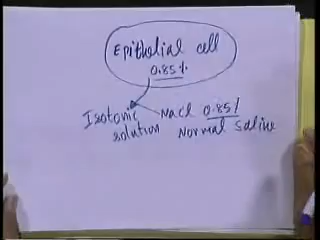 Epithelial cell
0.85%
Isotonic NaCl 0.85%
solution Normal Saline